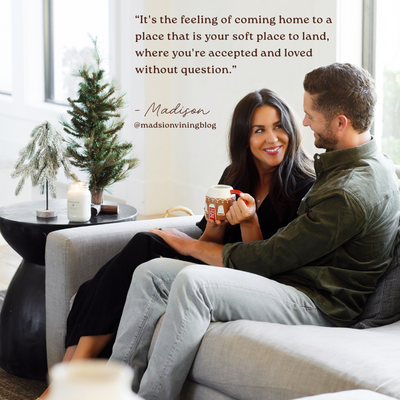 “It's the feeling of coming home to a
place that is your soft place to land,
where you're accepted and loved
without question.”
- Madison
@madsionviningblog